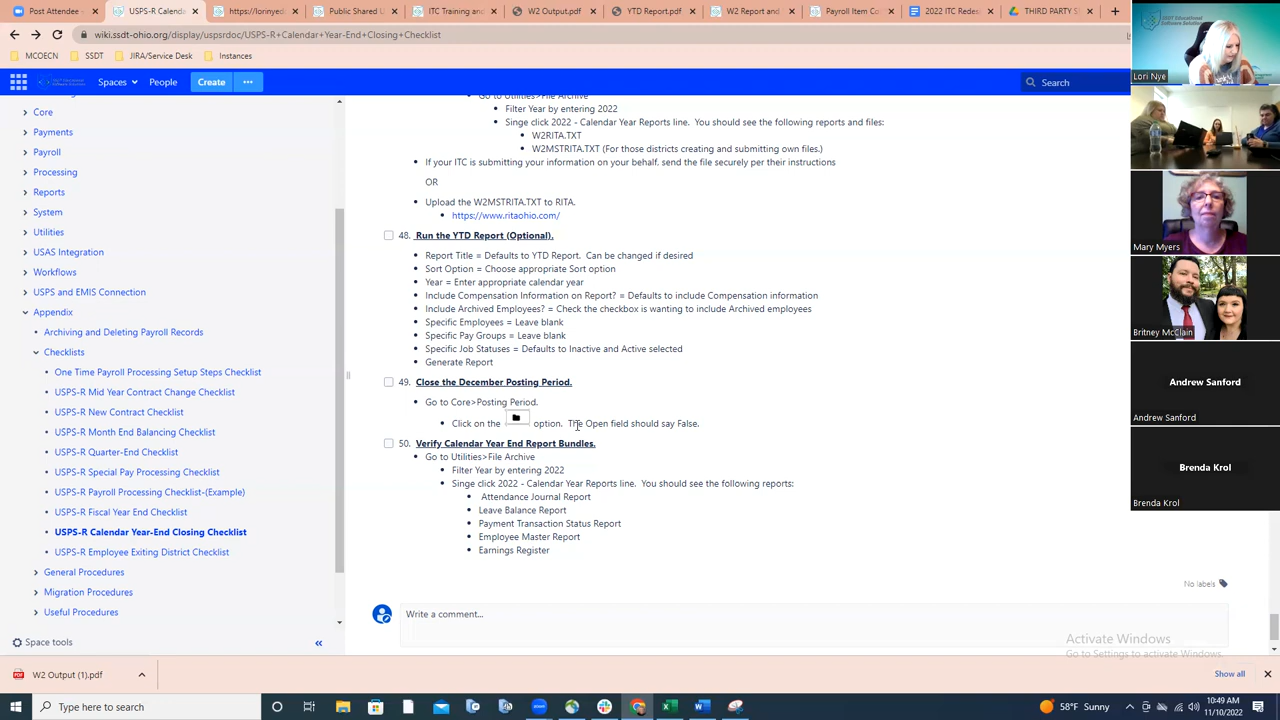 New Tab
Support Cal
ITC Training and
W2 Output.pdf
YTD Report.pdf
W2 Report and
Payroll Item Co
2022 ITC Redes
THIRD PARTY S
wiki.ssdt-ohio.org/display/uspsrdoc/USPS-R+Calendar+Year-End+Closing+Checklist
MCOECN
SSDT
JIRA/Service Desk
Instances
Spaces
People
Create
Search
Core
Payments
Payroll
Processing
Reports
System
Utilities
USAS Integration
Workflows
USPS and EMIS Connection
Appendix
Archiving and Deleting Payroll Records
Checklists
One Time Payroll Processing Setup Steps Checklist
USPS-R Mid Year Contract Change Checklist
USPS-R New Contract Checklist
USPS-R Month End Balancing Checklist
USPS-R Quarter-End Checklist
USPS-R Special Pay Processing Checklist
USPS-R Payroll Processing Checklist-(Example)
USPS-R Fiscal Year End Checklist
USPS-R Calendar Year-End Closing Checklist
USPS-R Employee Exiting District Checklist
General Procedures
Migration Procedures
Useful Procedures
Space tools
Go to Utilities>File Archive
Filter Year by entering 2022
Singe click 2022 - Calendar Year Reports line. You should see the following reports and files:
W2RITA.TXT
W2MSTRITA.TXT (For those districts creating and submitting own files.)
If your ITC is submitting your information on your behalf, send the file securely per their instructions
OR
Upload the W2MSTRITA.TXT to RITA.
https://www.ritaohio.com/
48. Run the YTD Report (Optional).
Report Title = Defaults to YTD Report. Can be changed if desired
Sort Option = Choose appropriate Sort option
Year = Enter appropriate calendar year
Include Compensation Information on Report? = Defaults to include Compensation information
Include Archived Employees? = Check the checkbox is wanting to include Archived employees
Specific Employees = Leave blank
Specific Pay Groups = Leave blank
Specific Job Statuses = Defaults to Inactive and Active selected
Generate Report
49. Close the December Posting Period.
Go to Core>Posting Period.
Click on the option. The Open field should say False.
50. Verify Calendar Year End Report Bundles.
Go to Utilities>File Archive
Filter Year by entering 2022
Singe click 2022 - Calendar Year Reports line. You should see the following reports:
Attendance Journal Report
Leave Balance Report
Payment Transaction Status Report
Employee Master Report
Earnings Register
No labels
Write a comment...
Activate Windows
Go to Settings to activate Windows.
Lori Nye
Mary Myers
Britney McClain
Andrew Sanford
Andrew Sanford
Brenda Krol
Brenda Krol
W2 Output (1).pdf
Show all
Type here to search
58°F Sunny
10:49 AM
11/10/2022